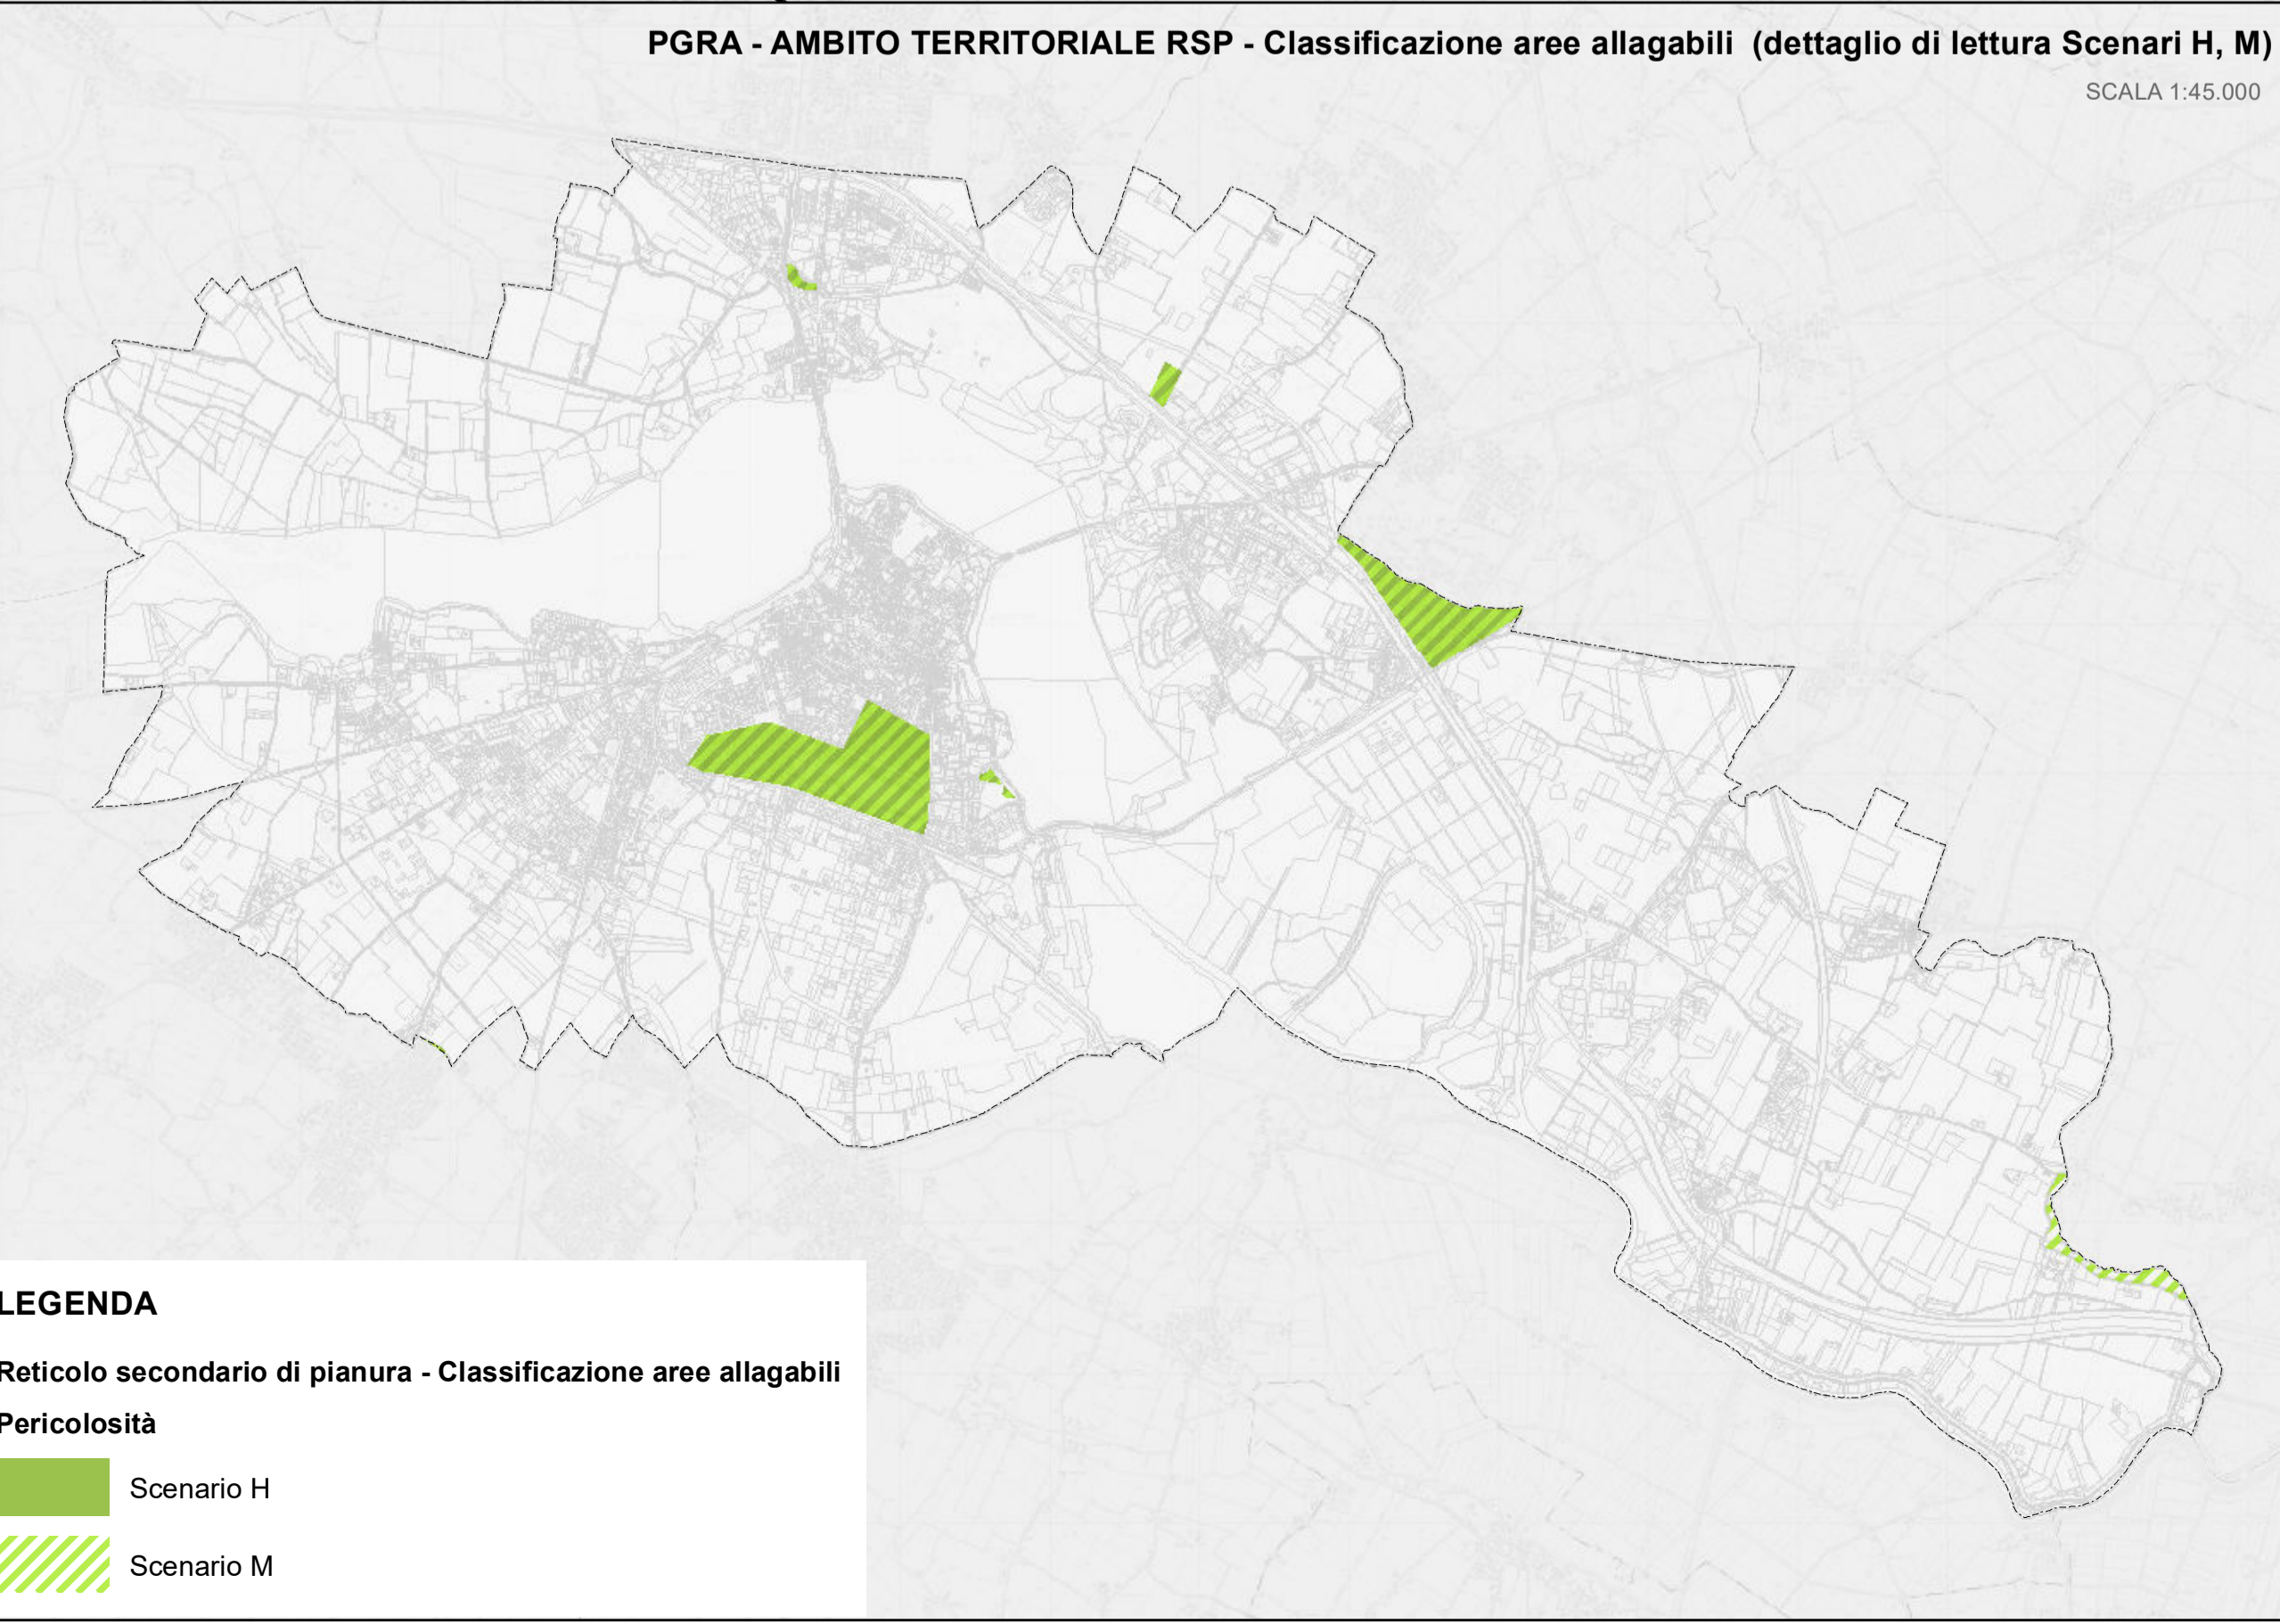 PGRA - AMBITO TERRITORIALE RSP - Classificazione aree allagabili (dettaglio di lettura Scenari H, M)
SCALA 1:45.000
LEGENDA
Reticolo secondario di pianura - Classificazione aree allagabili
Pericolosità
Scenario H
Scenario M